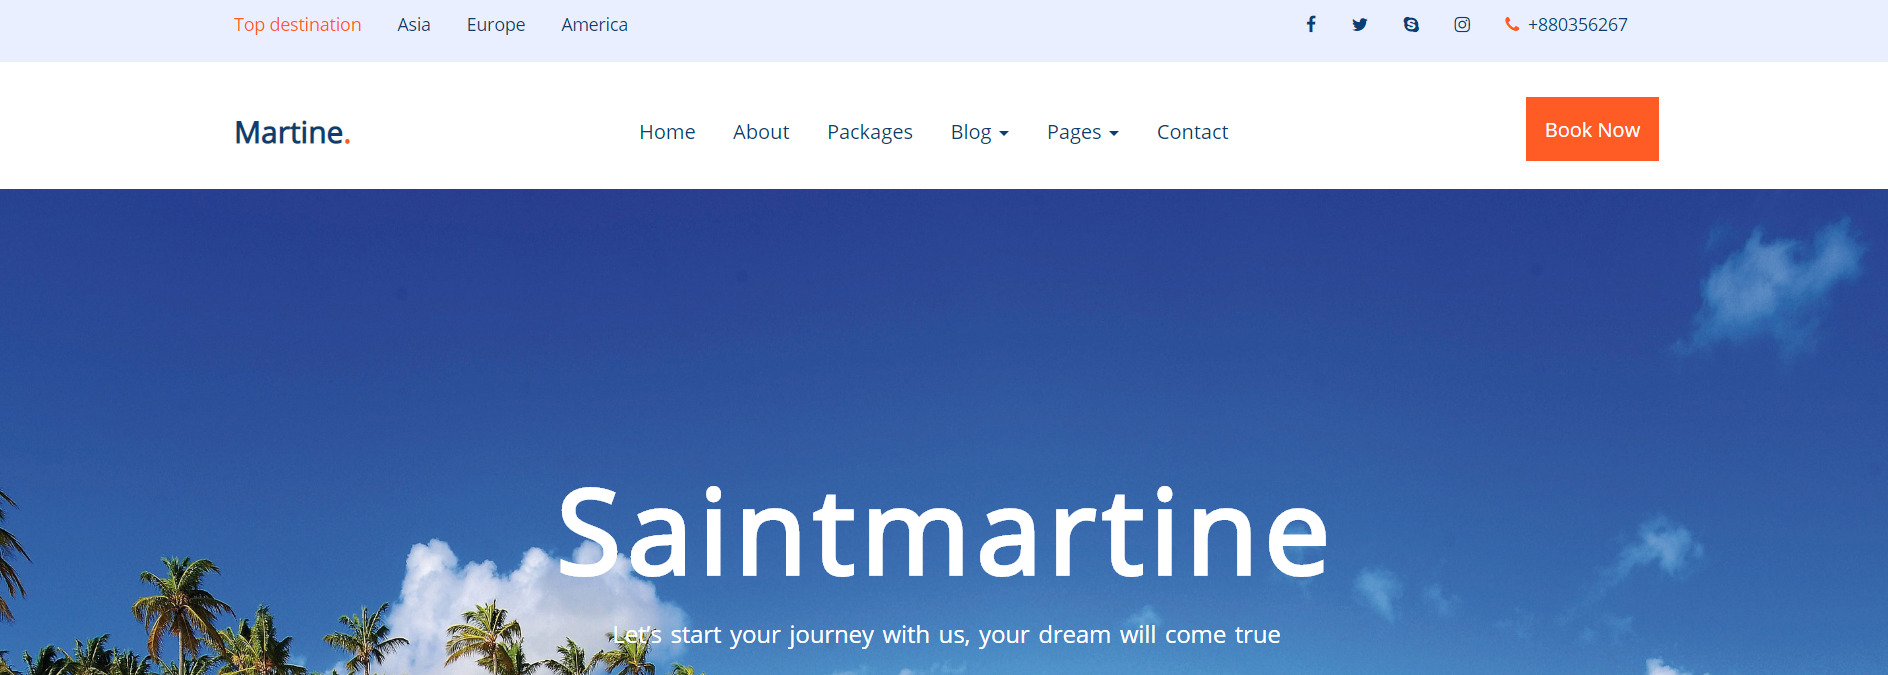 Top destination Asia Europe America +880356267
Martine. Home About Packages Blog Pages Contact Book Now
Saintmartine
Let's start your journey with us, your dream will come true